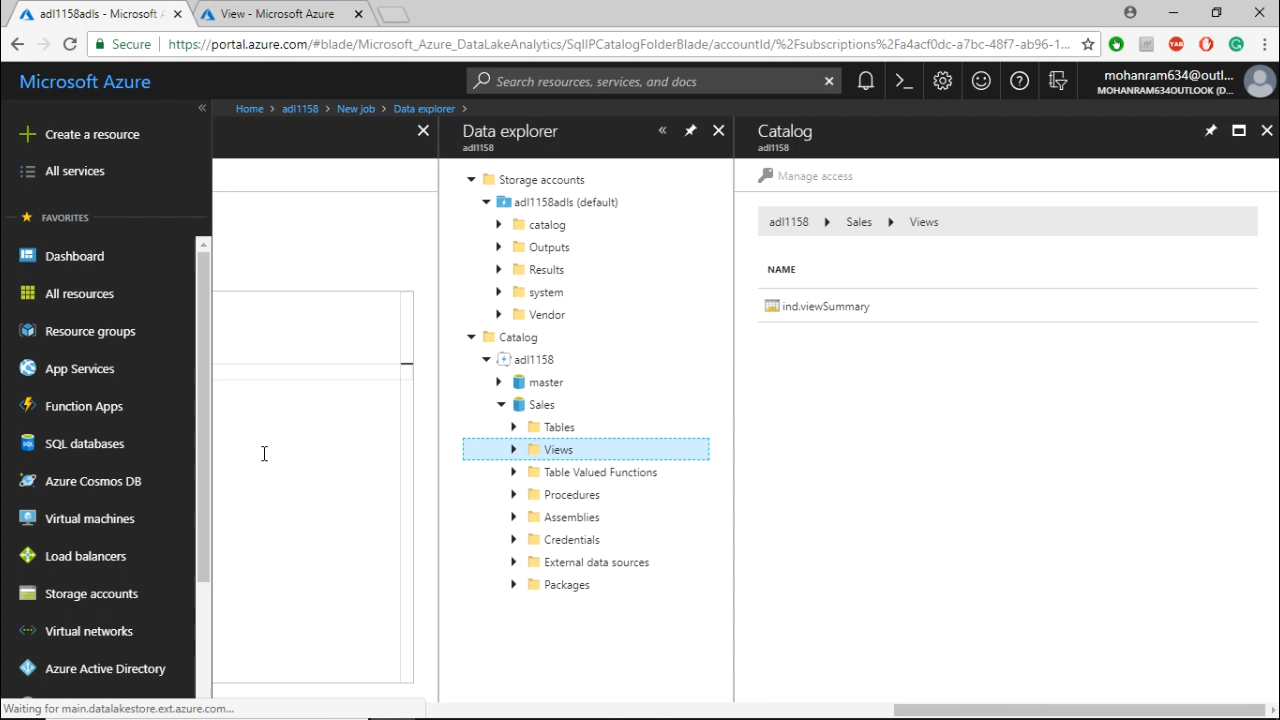 adl1158adls - Microsoft A
View - Microsoft Azure
Secure
https://portal.azure.com/#blade/Microsoft_Azure_DataLakeAnalytics/SqlIPCatalogFolderBlade/accountId/%2Fsubscriptions%2Fa4acf0dc-a7bc-48f7-ab96-1...
YAB
Microsoft Azure
Search resources, services, and docs
mohanram634@outl...
MOHANRAM634OUTLOOK (D...
Home > adl1158 > New job > Data explorer >
Create a resource
All services
FAVORITES
Dashboard
All resources
Resource groups
App Services
Function Apps
SQL databases
Azure Cosmos DB
Virtual machines
Load balancers
Storage accounts
Virtual networks
Azure Active Directory
Data explorer
adl1158
Storage accounts
adl1158adls (default)
catalog
Outputs
Results
system
Vendor
Catalog
adl1158
master
Sales
Tables
Views
Table Valued Functions
Procedures
Assemblies
Credentials
External data sources
Packages
Catalog
adl1158
Manage access
adl1158 Sales Views
NAME
ind.viewSummary
Waiting for main.datalakestore.ext.azure.com...